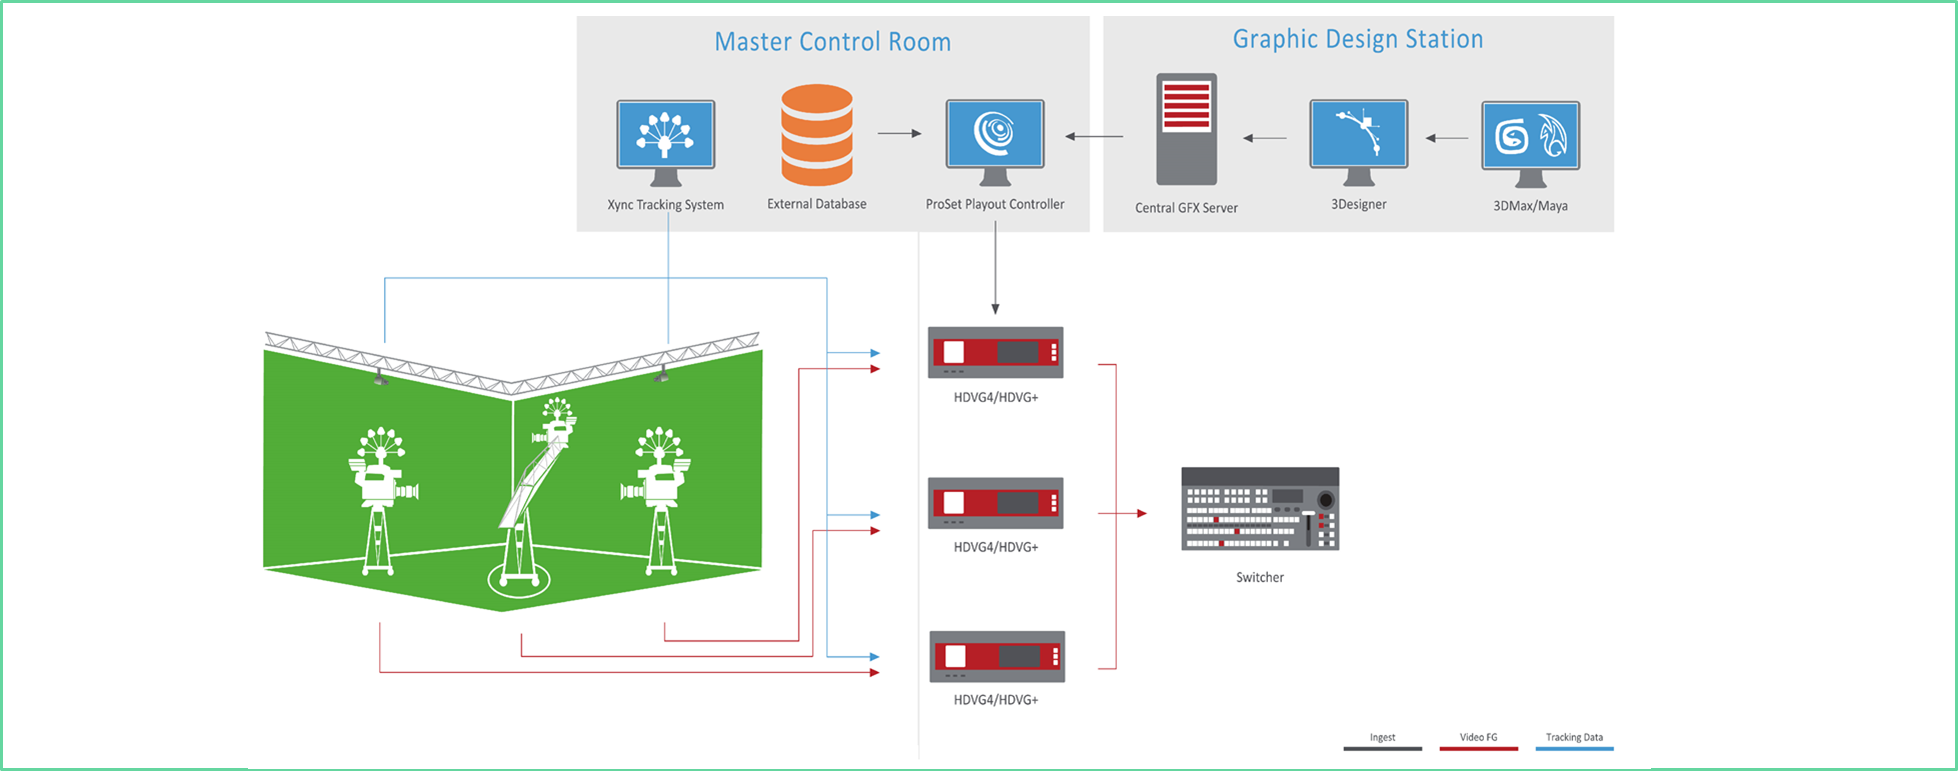 Master Control Room
Graphic Design Station
Xync Tracking System
External Database
ProSet Playout Controller
Central GFX Server
3Designer
3DMax/Maya
HDVG4/HDVG+
HDVG4/HDVG+
Switcher
HDVG4/HDVG+
Ingest
Video FG
Tracking Data